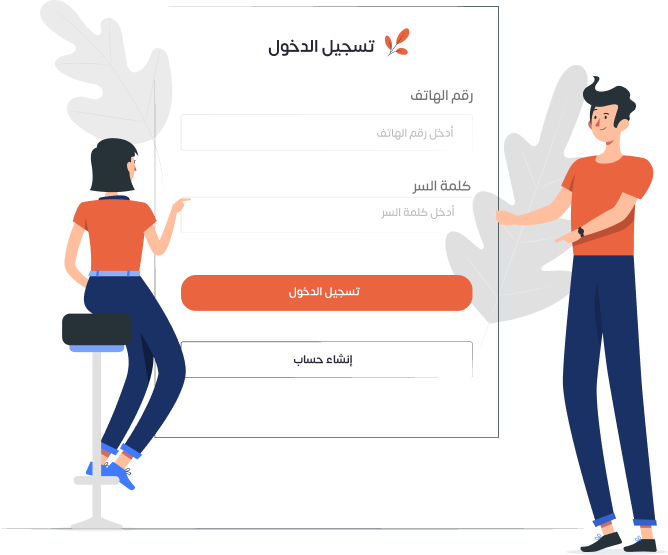 تسجيل الدخول
رقم الهاتف
أدخل رقم الهاتف
كلمة السر
أدخل كلمة السر
تسجيل الدخول
إنشاء حساب